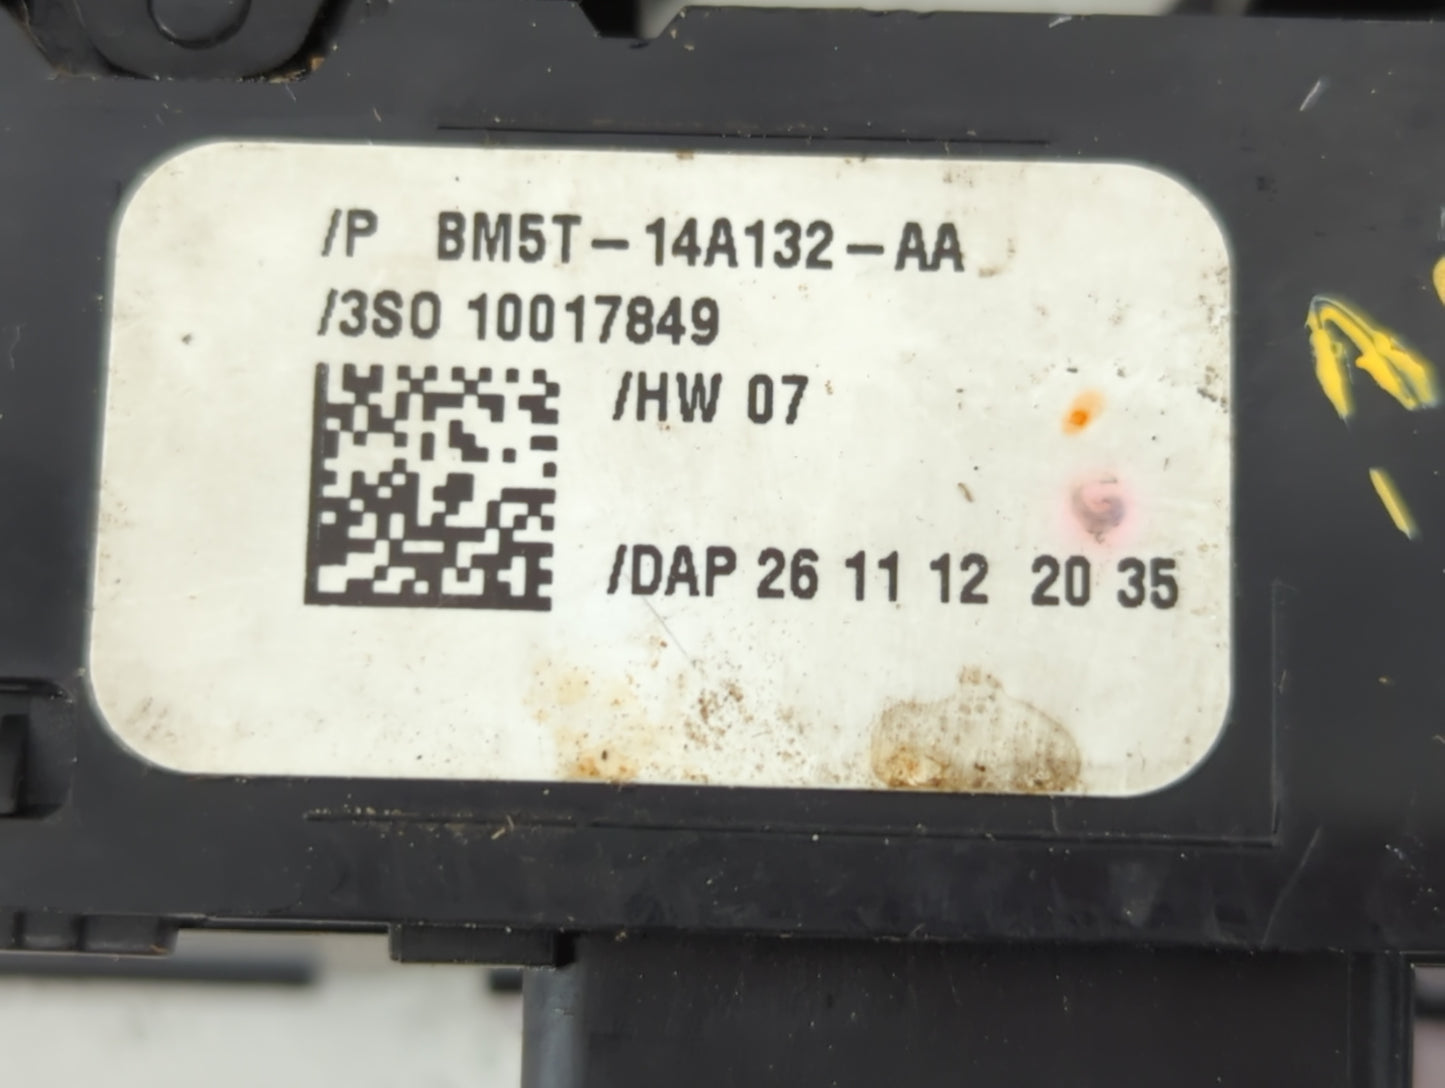 /P BM5T-14A132-AA
/3S0 10017849
/HW 07
/DAP 26 11 12 20 35